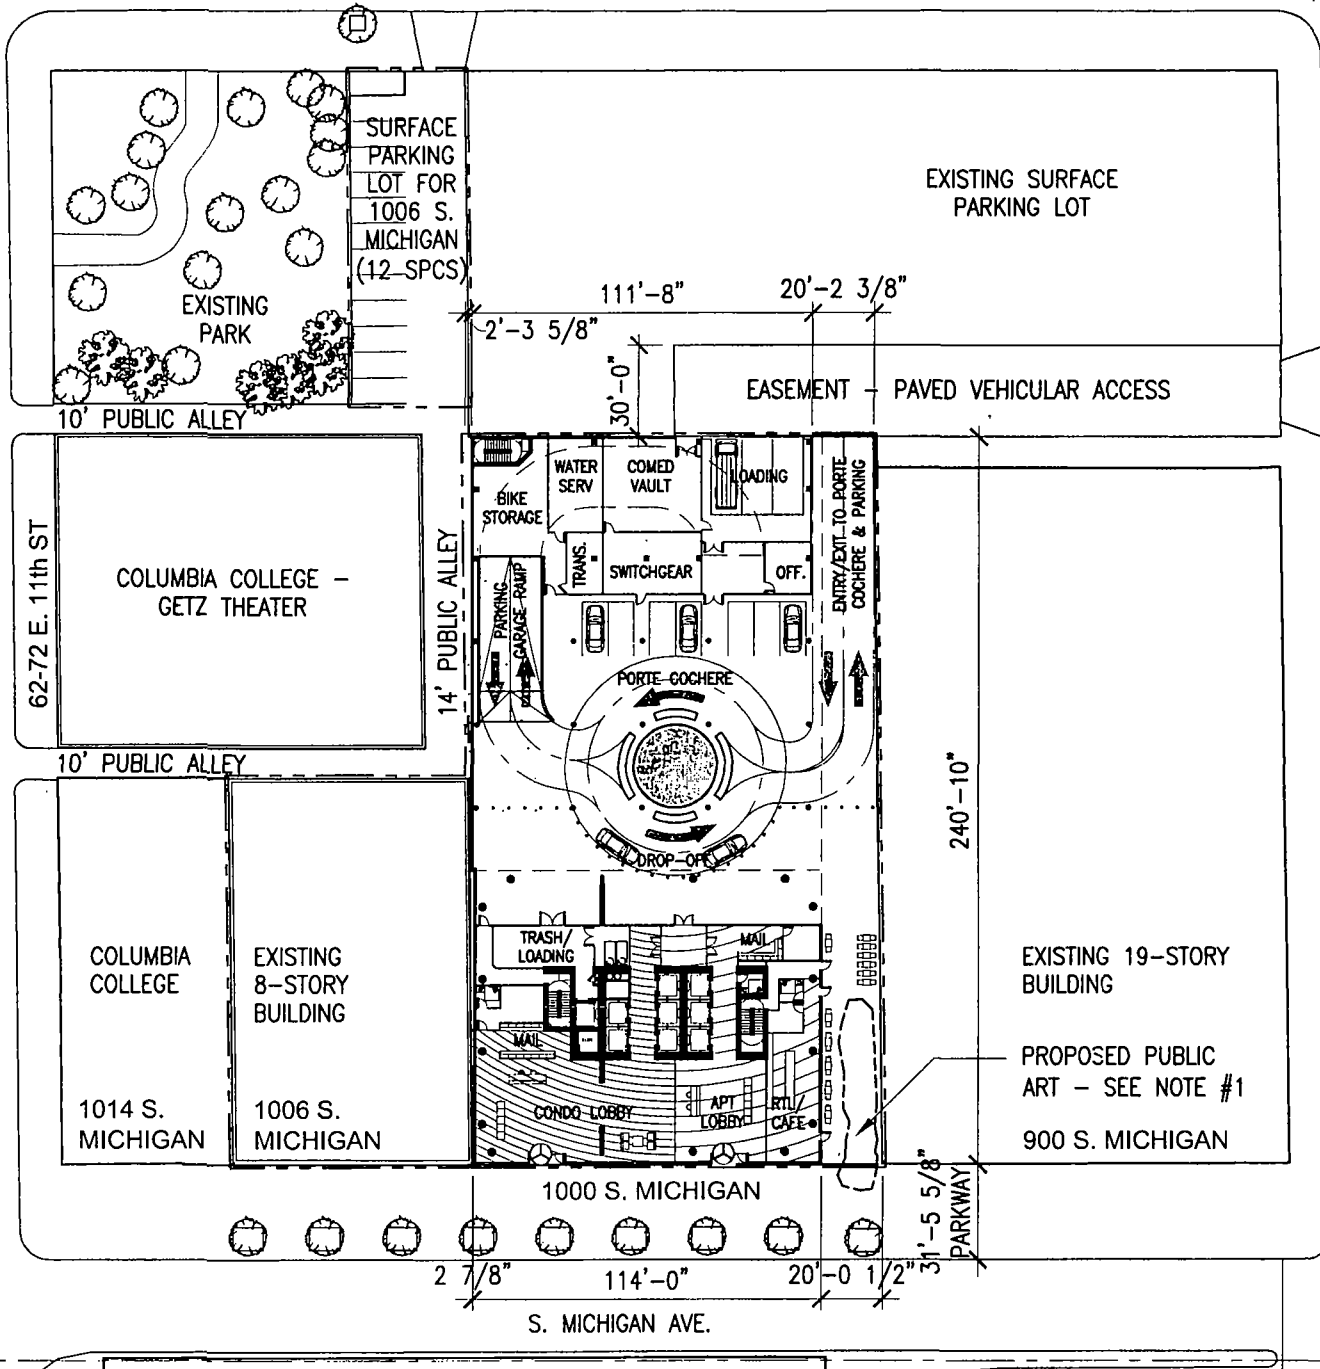 SURFACE
PARKING
LOT FOR
1006 S.
MICHIGAN
(12 SPCS)
EXISTING SURFACE
PARKING LOT
EXISTING
PARK
111'-8"
20'-2 3/8"
2'-3 5/8"
30'-0"
EASEMENT - PAVED VEHICULAR ACCESS
10' PUBLIC ALLEY
62-72 E. 11th ST
COLUMBIA COLLEGE -
GETZ THEATER
14' PUBLIC ALLEY
BIKE
STORAGE
WATER
SERV
COMED
VAULT
LOADING
ENTRY/EXIT TO PORTE
COCHERE & PARKING
TRANS.
SWITCHGEAR
OFF.
PARKING
GARAGE RAMP
PORTE COCHERE
DROP-OFF
10' PUBLIC ALLEY
240'-10"
COLUMBIA
COLLEGE
EXISTING
8-STORY
BUILDING
TRASH/
LOADING
MAIL
EXISTING 19-STORY
BUILDING
MAIL
PROPOSED PUBLIC
ART - SEE NOTE #1
CONDO LOBBY
APT
LOBBY
RTL/
CAFE
1014 S.
MICHIGAN
1006 S.
MICHIGAN
900 S. MICHIGAN
1000 S. MICHIGAN
31'-5 5/8"
PARKWAY
2 7/8"
114'-0"
20'-0 1/2"
S. MICHIGAN AVE.